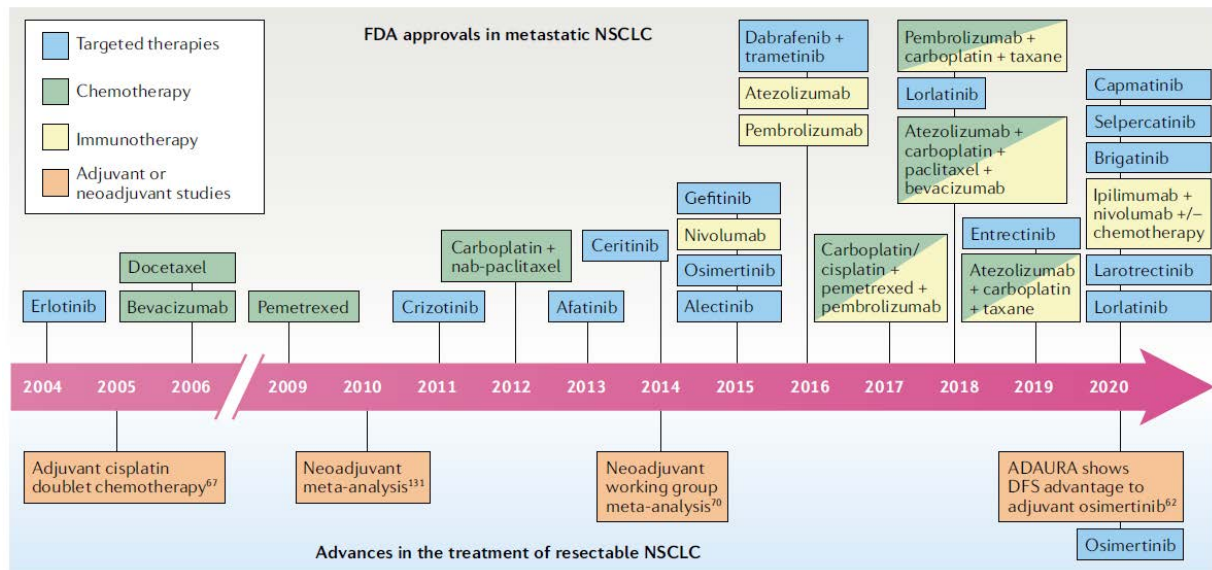 FDA approvals in metastatic NSCLC
Targeted therapies
Chemotherapy
Immunotherapy
Adjuvant or
neoadjuvant studies
Erlotinib
Docetaxel
Bevacizumab
Pemetrexed
Crizotinib
Carboplatin +
nab-paclitaxel
Afatinib
Ceritinib
Gefitinib
Nivolumab
Osimertinib
Alectinib
Dabrafenib +
trametinib
Atezolizumab
Pembrolizumab
Carboplatin/
cisplatin +
pemetrexed +
pembrolizumab
Pembrolizumab +
carboplatin + taxane
Lorlatinib
Atezolizumab +
carboplatin +
paclitaxel +
bevacizumab
Entrectinib
Atezolizumab
+ carboplatin
+ taxane
Capmatinib
Selpercatinib
Brigatinib
Ipilimumab +
nivolumab +/–
chemotherapy
Larotrectinib
Lorlatinib
2004 2005 2006 2009 2010 2011 2012 2013 2014 2015 2016 2017 2018 2019 2020
Adjuvant cisplatin
doublet chemotherapy⁶⁷
Neoadjuvant
meta-analysis¹³¹
Neoadjuvant
working group
meta-analysis⁷⁰
ADAURA shows
DFS advantage to
adjuvant osimertinib⁶²
Osimertinib
Advances in the treatment of resectable NSCLC